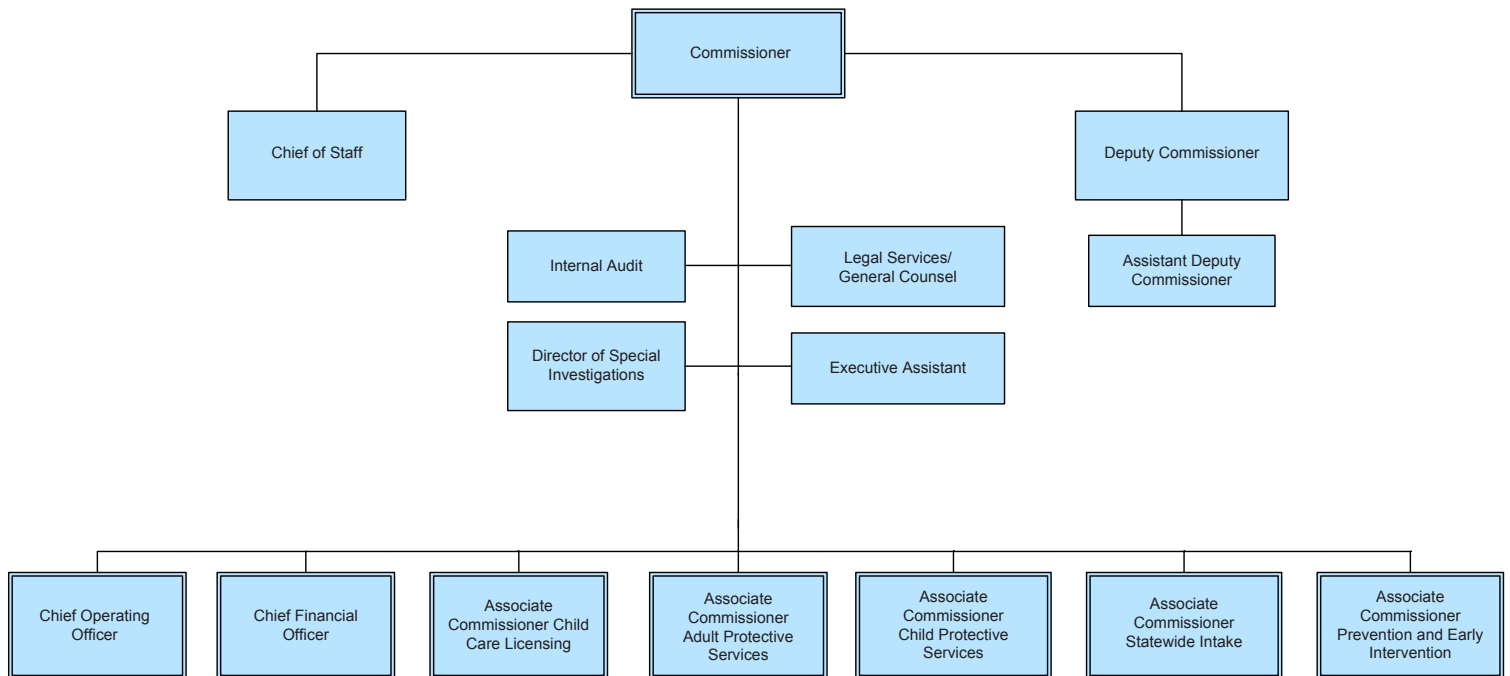 Commissioner
Chief of Staff
Deputy Commissioner
Internal Audit
Legal Services/
General Counsel
Assistant Deputy
Commissioner
Director of Special
Investigations
Executive Assistant
Chief Operating
Officer
Chief Financial
Officer
Associate
Commissioner Child
Care Licensing
Associate
Commissioner
Adult Protective
Services
Associate
Commissioner
Child Protective
Services
Associate
Commissioner
Statewide Intake
Associate
Commissioner
Prevention and Early
Intervention